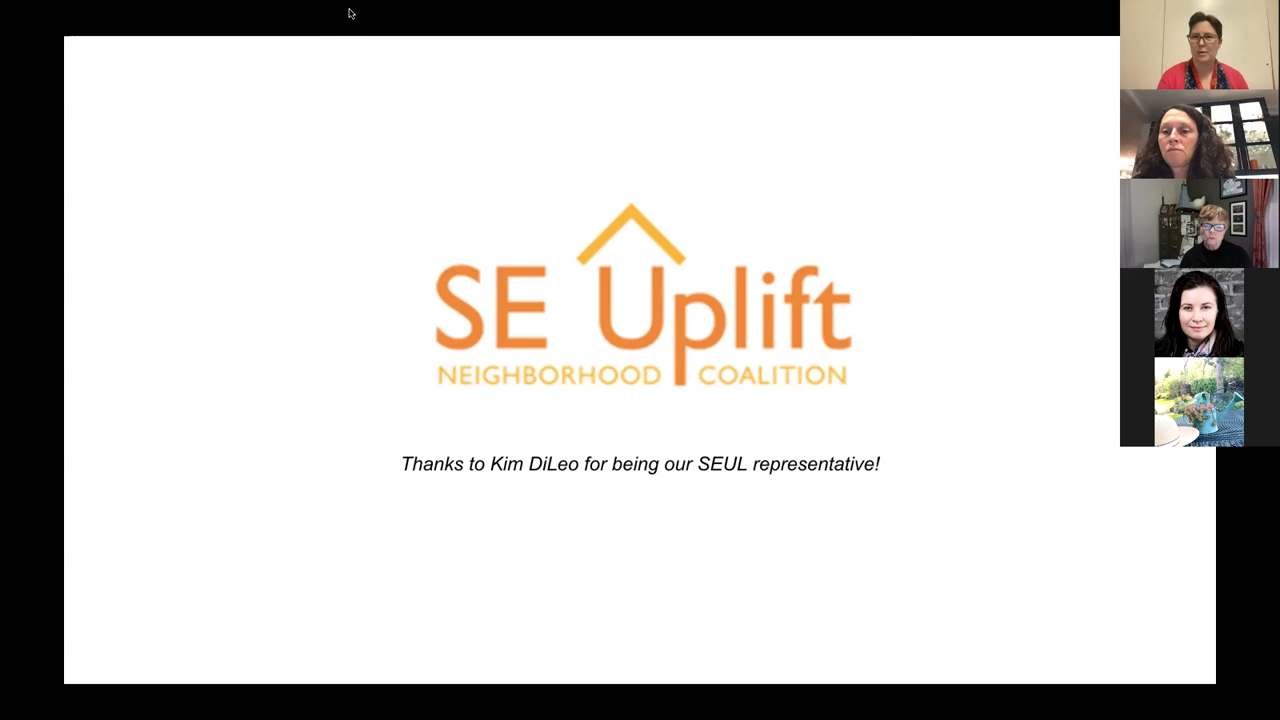 SE Uplift
NEIGHBORHOOD COALITION
Thanks to Kim DiLeo for being our SEUL representative!